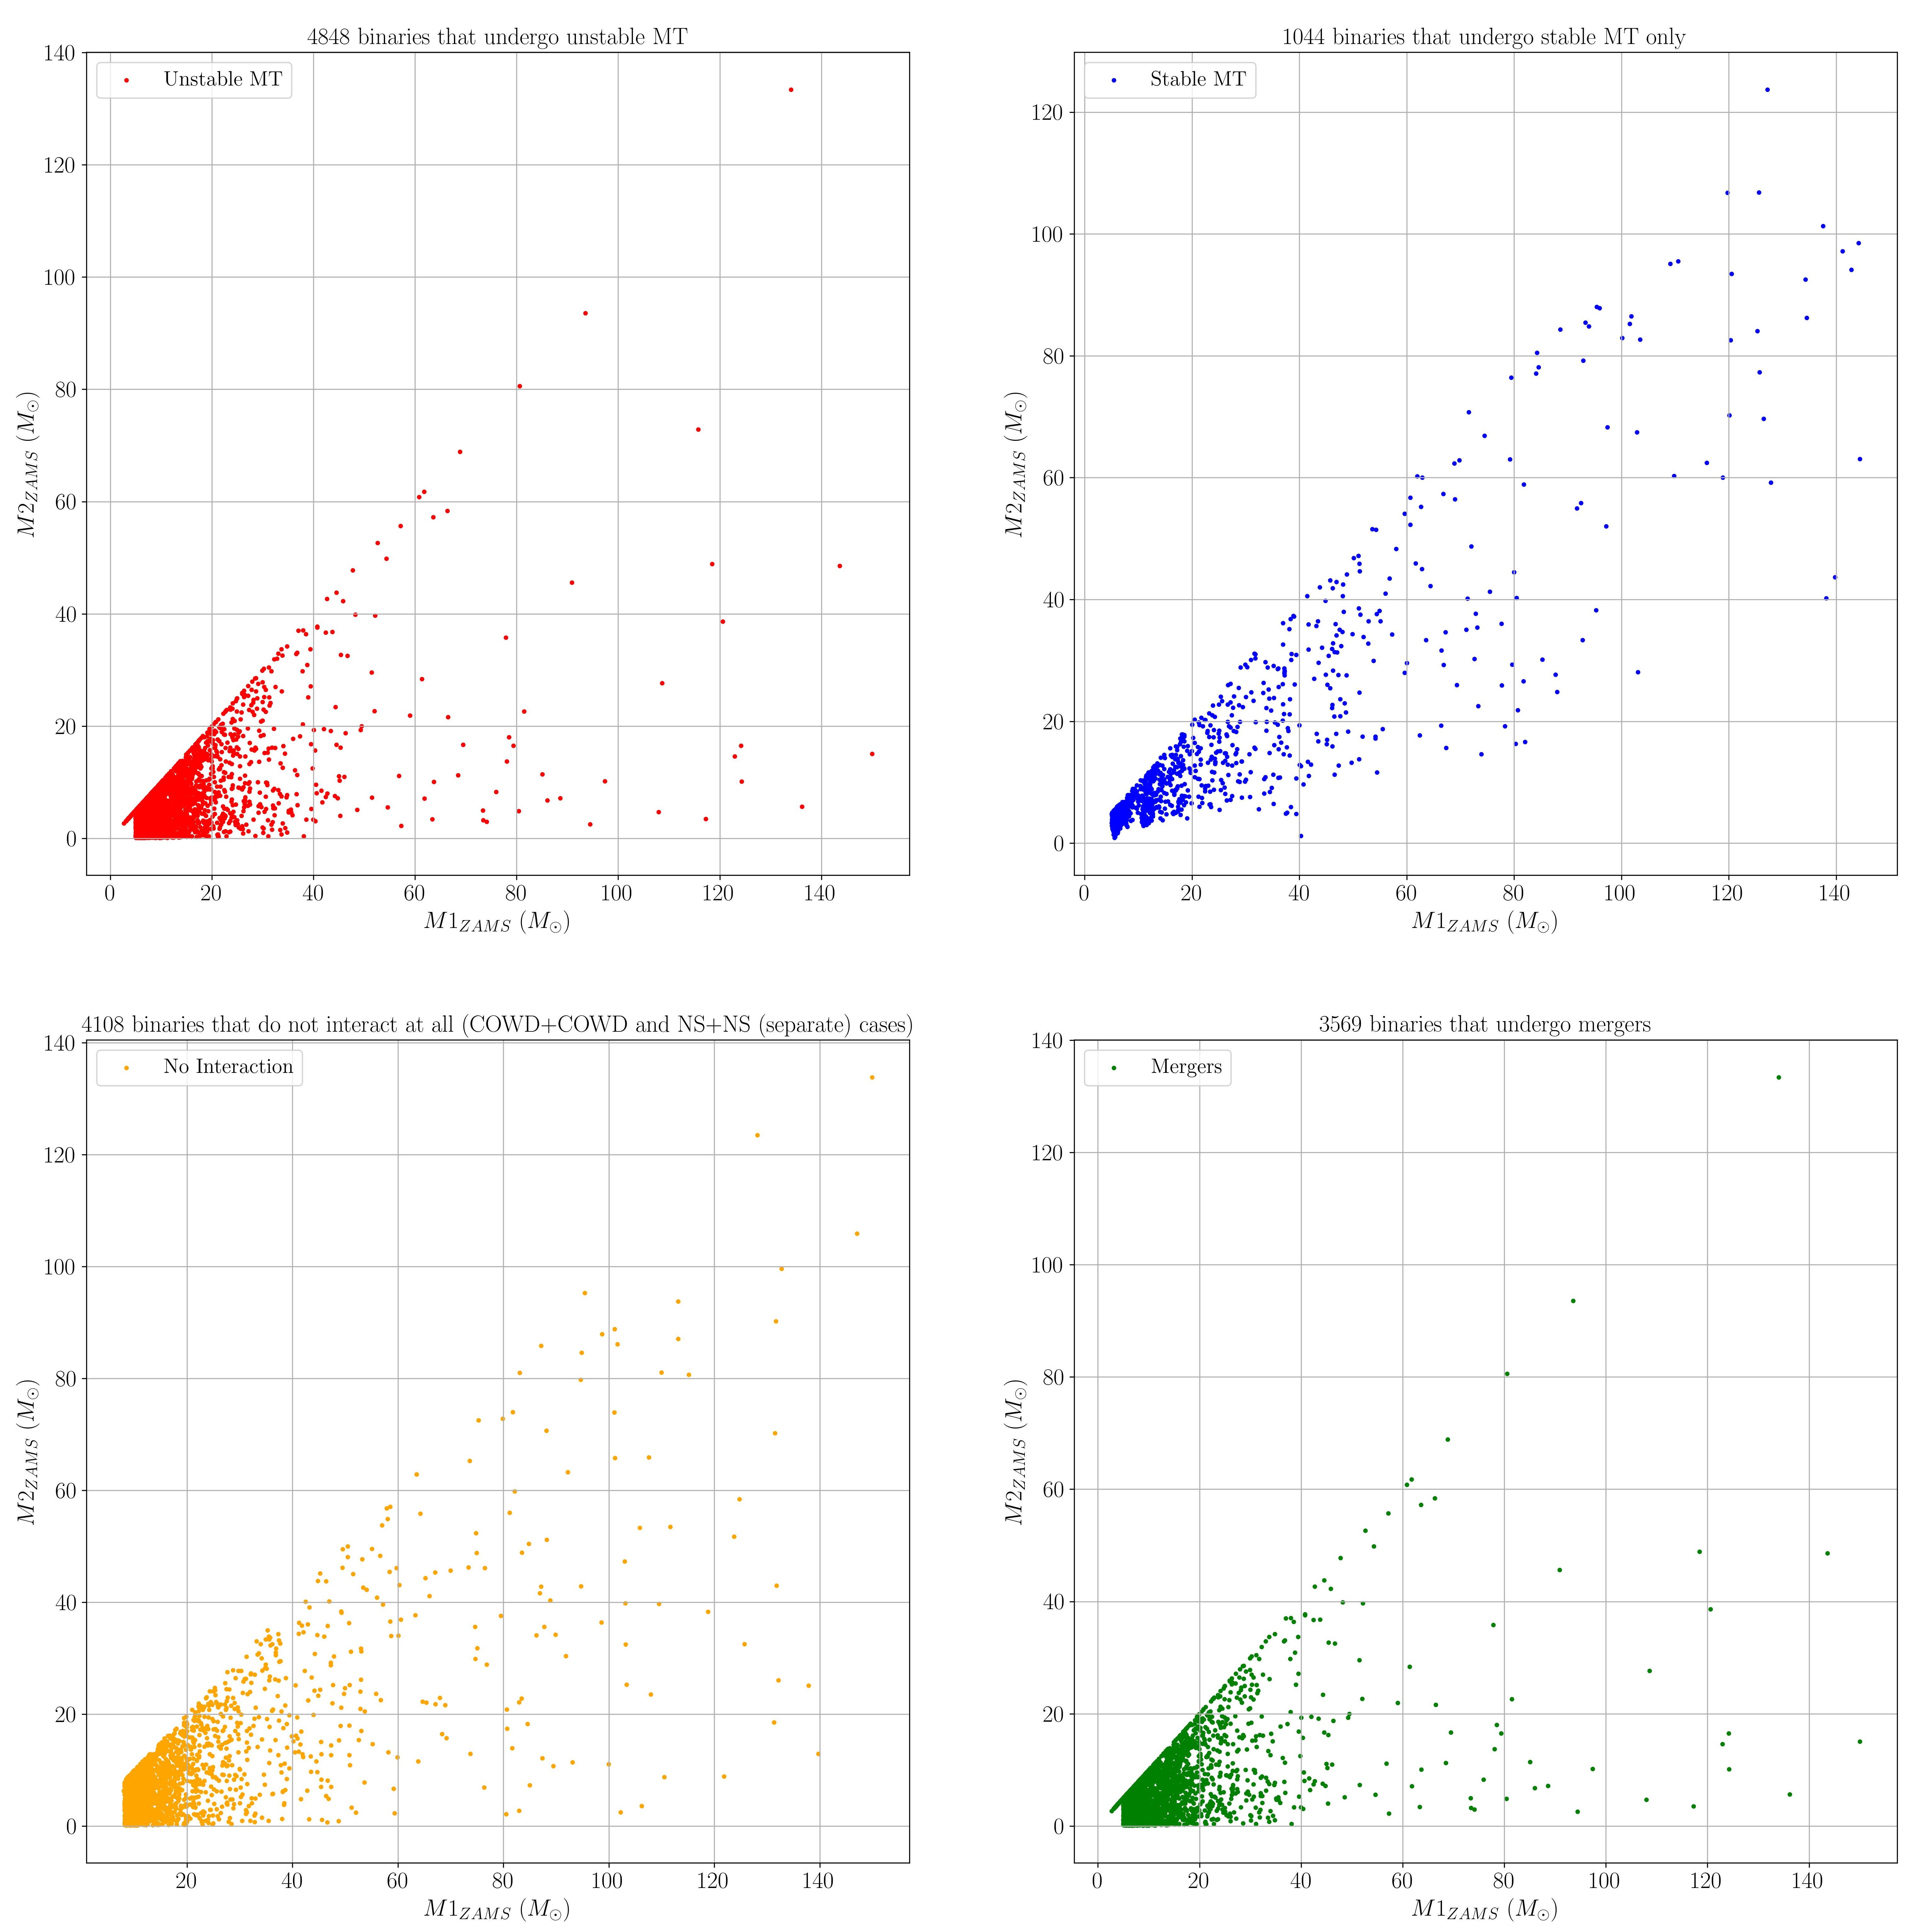 4848 binaries that undergo unstable MT
Unstable MT
140
120
100
80
60
40
20
0
M2_{ZAMS} (M_⊙)
0 20 40 60 80 100 120 140
M1_{ZAMS} (M_⊙)
1044 binaries that undergo stable MT only
Stable MT
120
100
80
60
40
20
0
M2_{ZAMS} (M_⊙)
0 20 40 60 80 100 120 140
M1_{ZAMS} (M_⊙)
4108 binaries that do not interact at all (COWD+COWD and NS+NS (separate) cases)
No Interaction
140
120
100
80
60
40
20
0
M2_{ZAMS} (M_⊙)
20 40 60 80 100 120 140
M1_{ZAMS} (M_⊙)
3569 binaries that undergo mergers
Mergers
140
120
100
80
60
40
20
0
M2_{ZAMS} (M_⊙)
0 20 40 60 80 100 120 140
M1_{ZAMS} (M_⊙)